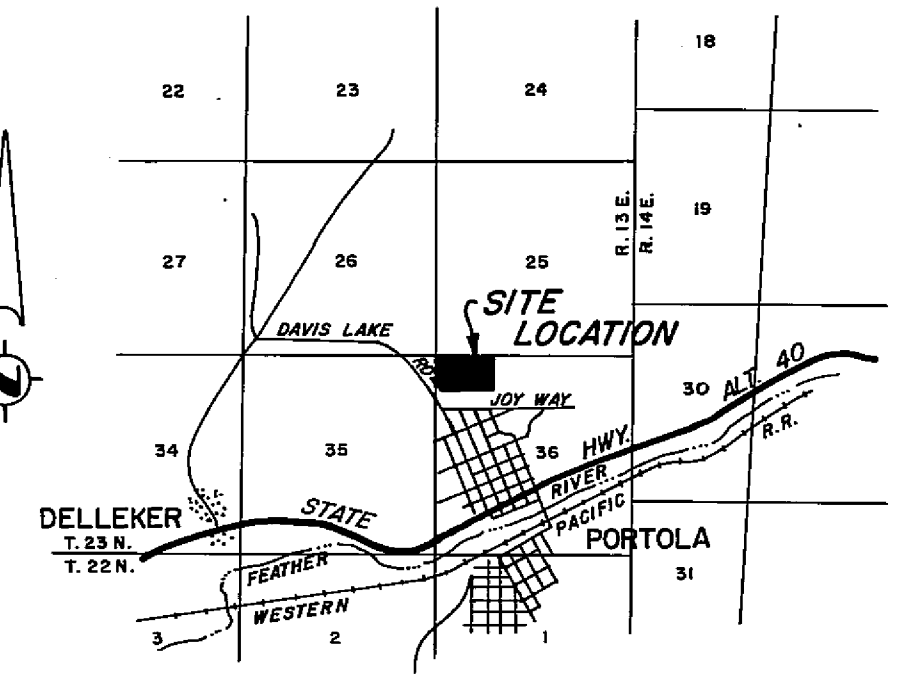 18
22
23
24
R. 13 E.
R. 14 E.
19
27
26
25
SITE
LOCATION
DAVIS LAKE
RD.
30
ALT. 40
JOY WAY
34
35
36
HWY.
R.R.
RIVER
STATE
PACIFIC
DELLEKER
T. 23 N.
T. 22 N.
PORTOLA
FEATHER
31
WESTERN
3
2
1